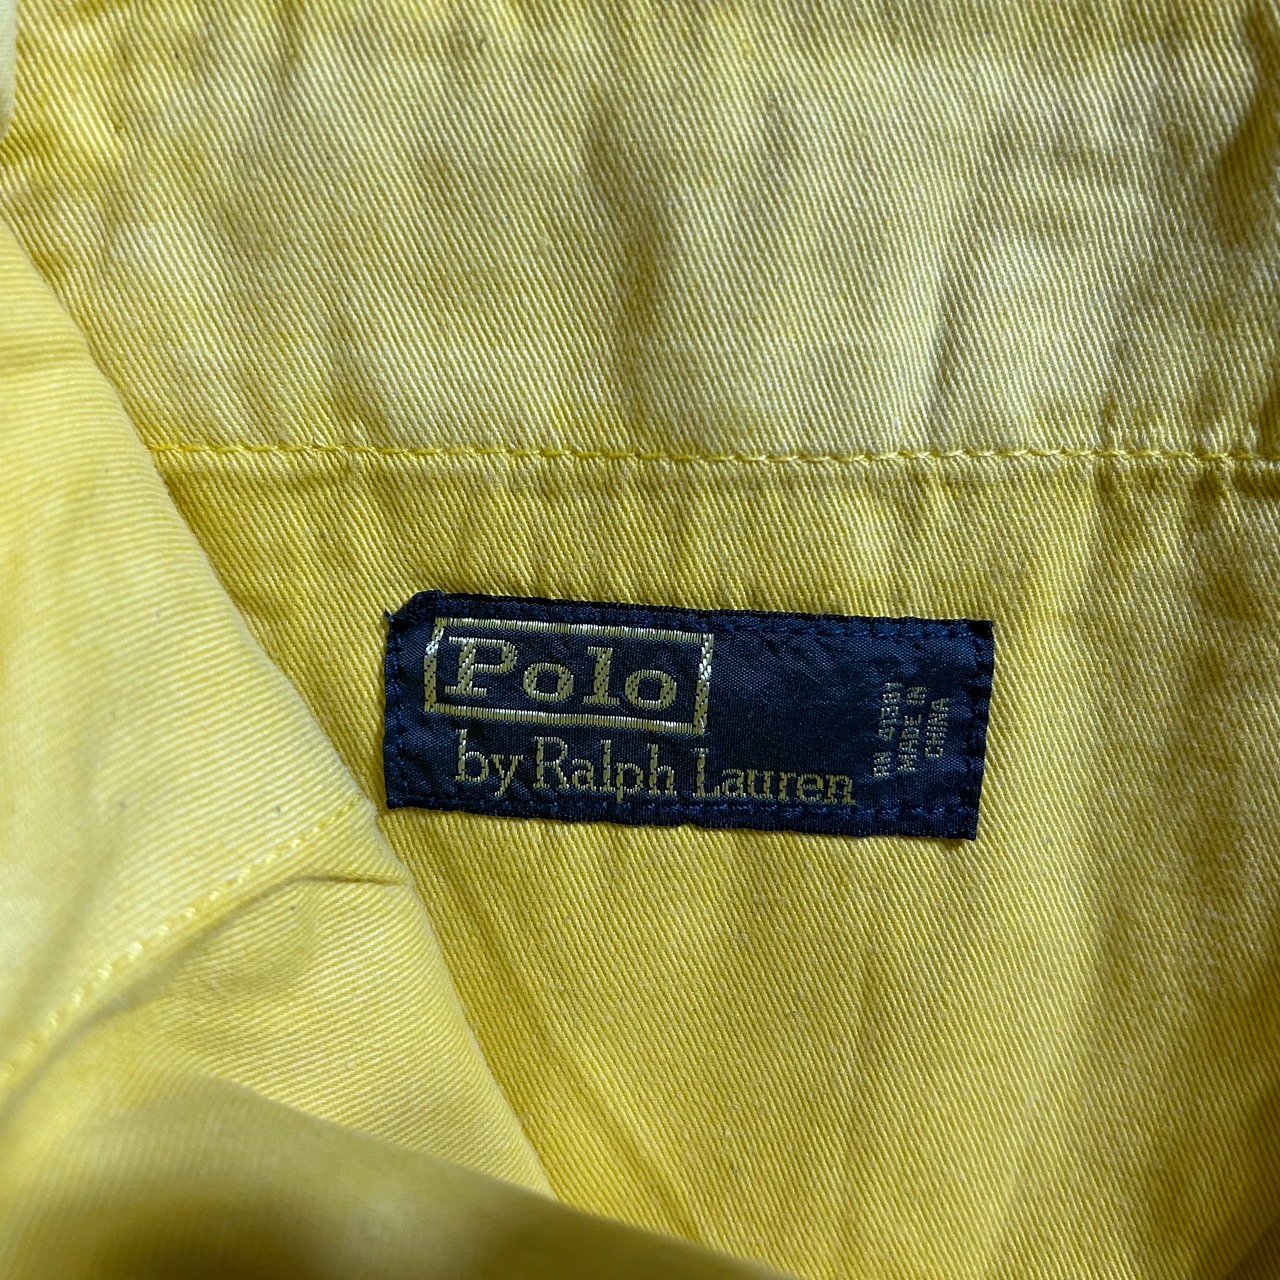 Polo
by Ralph Lauren
RN 41381
MADE IN
CHINA